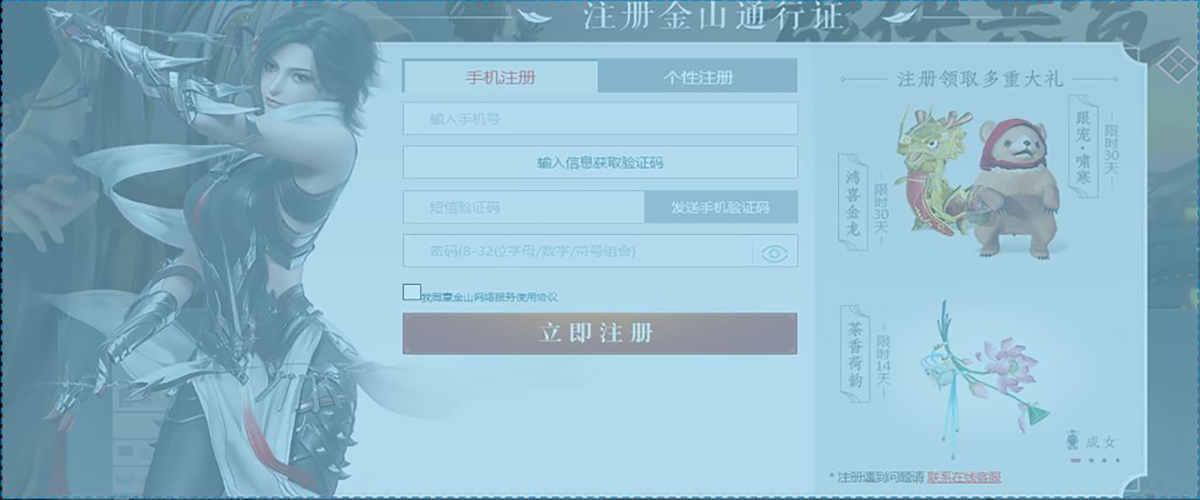 注册金山通行证
手机注册
个性注册
输入手机号
输入信息获取验证码
短信验证码
发送手机验证码
密码(8-32位字母/数字/符号组合)
我同意金山网络服务使用协议
立即注册
注册领取多重大礼
鸿喜金龙
限时30天
跟宠·啸寒
限时30天
茶香荷韵
限时14天
成女
*注册遇到问题请 联系在线客服